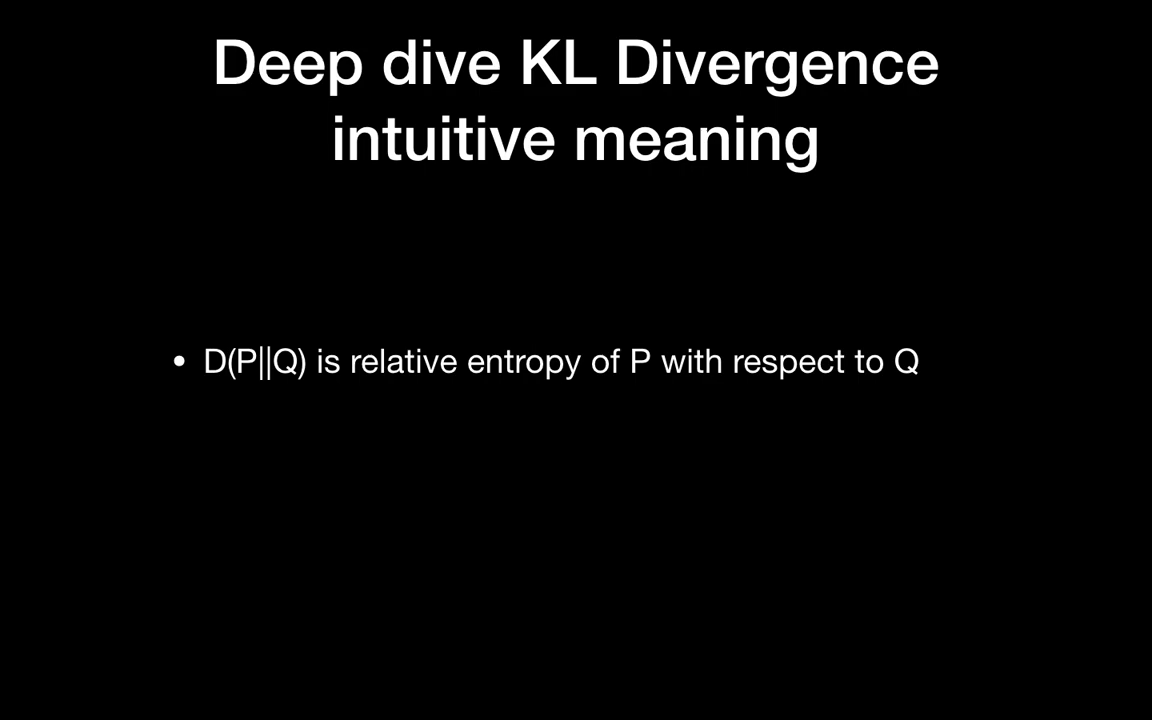 Deep dive KL Divergence
intuitive meaning
• D(P||Q) is relative entropy of P with respect to Q